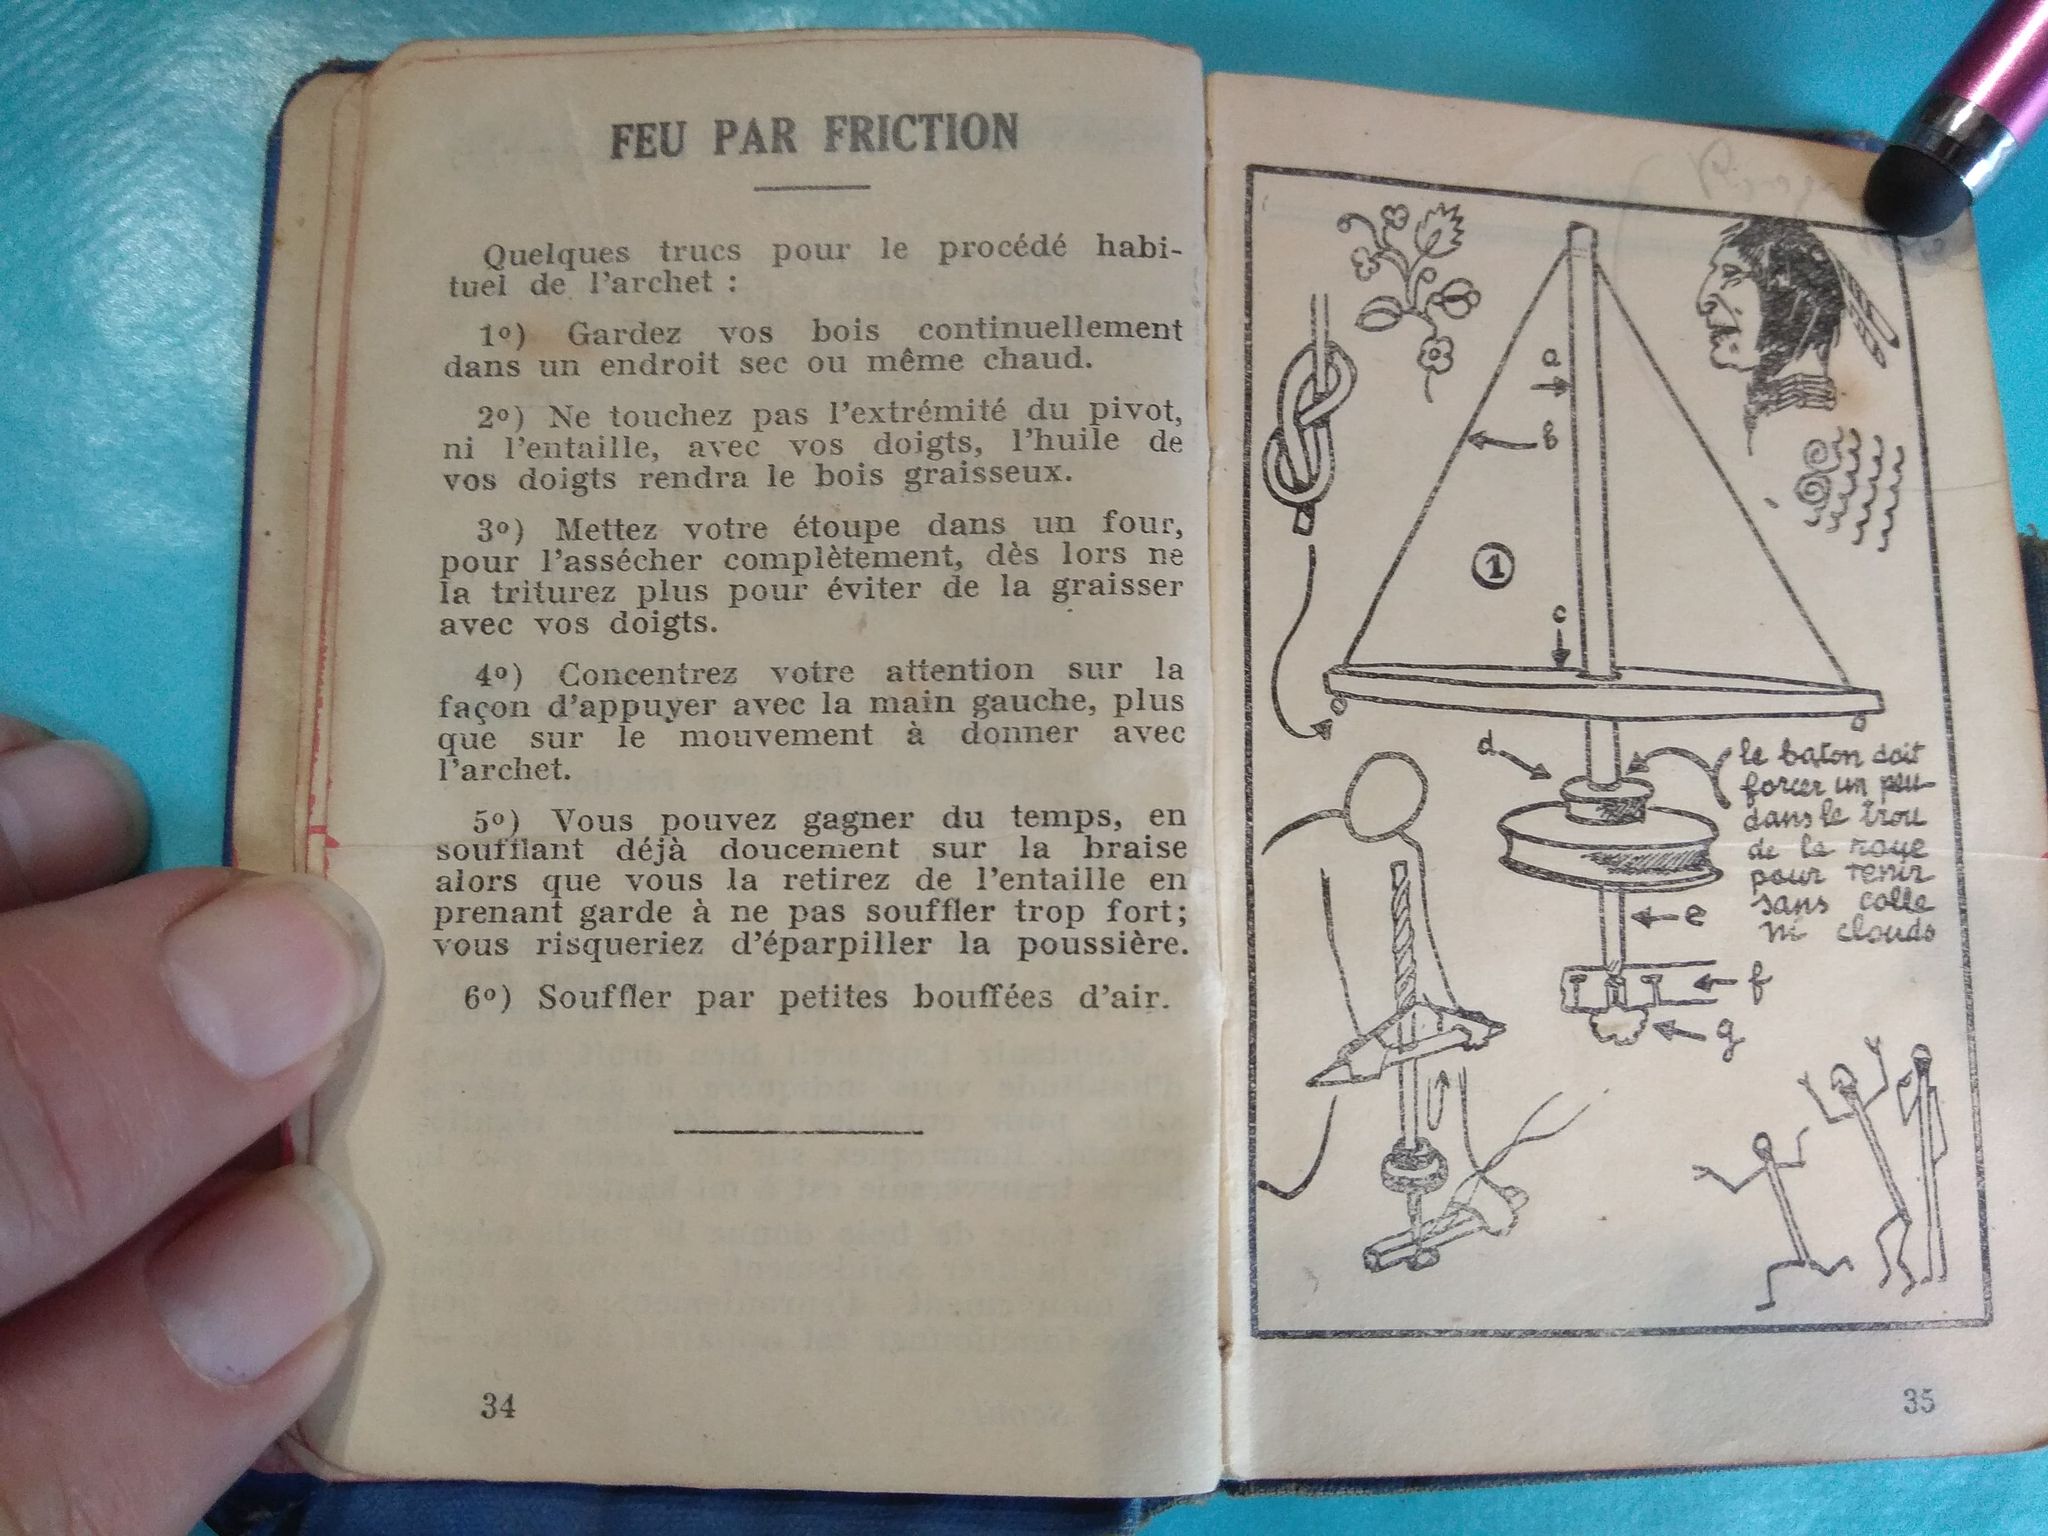 FEU PAR FRICTION
Quelques trucs pour le procédé habi-
tuel de l'archet :
1º) Gardez vos bois continuellement
dans un endroit sec ou même chaud.
2º) Ne touchez pas l'extrémité du pivot,
ni l'entaille, avec vos doigts, l'huile de
vos doigts rendra le bois graisseux.
3º) Mettez votre étoupe dans un four,
pour l'assécher complètement, dès lors ne
la triturez plus pour éviter de la graisser
avec vos doigts.
4º) Concentrez votre attention sur la
façon d'appuyer avec la main gauche, plus
que sur le mouvement à donner avec
l'archet.
5º) Vous pouvez gagner du temps, en
soufflant déjà doucement sur la braise
alors que vous la retirez de l'entaille en
prenant garde à ne pas souffler trop fort;
vous risqueriez d'éparpiller la poussière.
6º) Souffler par petites bouffées d'air.
34
a
b
1
c
d
le baton doit
forcer un peu
dans le trou
de la roue
pour tenir
sans colle
ni clouds
e
f
g
35